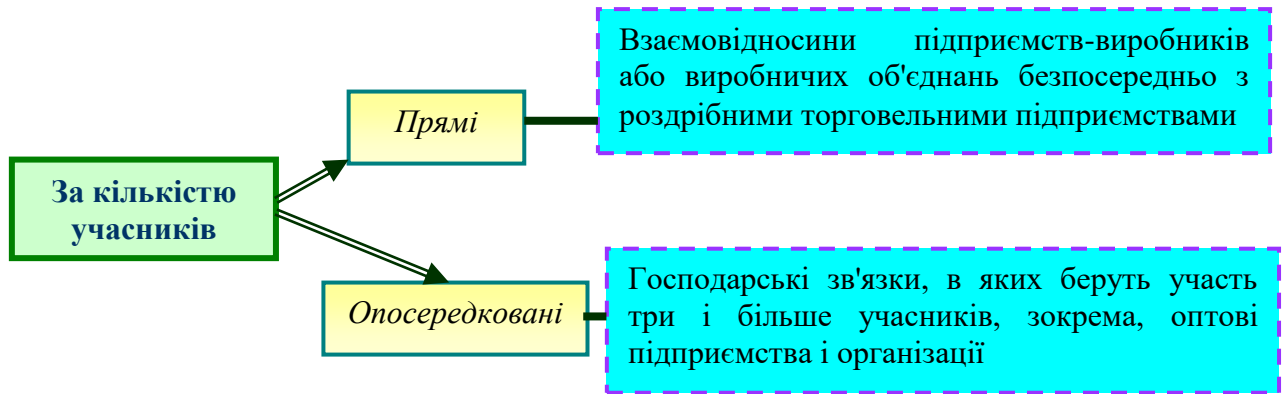 Взаємовідносини підприємств-виробників
або виробничих об'єднань безпосередньо з
роздрібними торговельними підприємствами
Прямі
За кількістю
учасників
Опосередковані
Господарські зв'язки, в яких беруть участь
три і більше учасників, зокрема, оптові
підприємства і організації